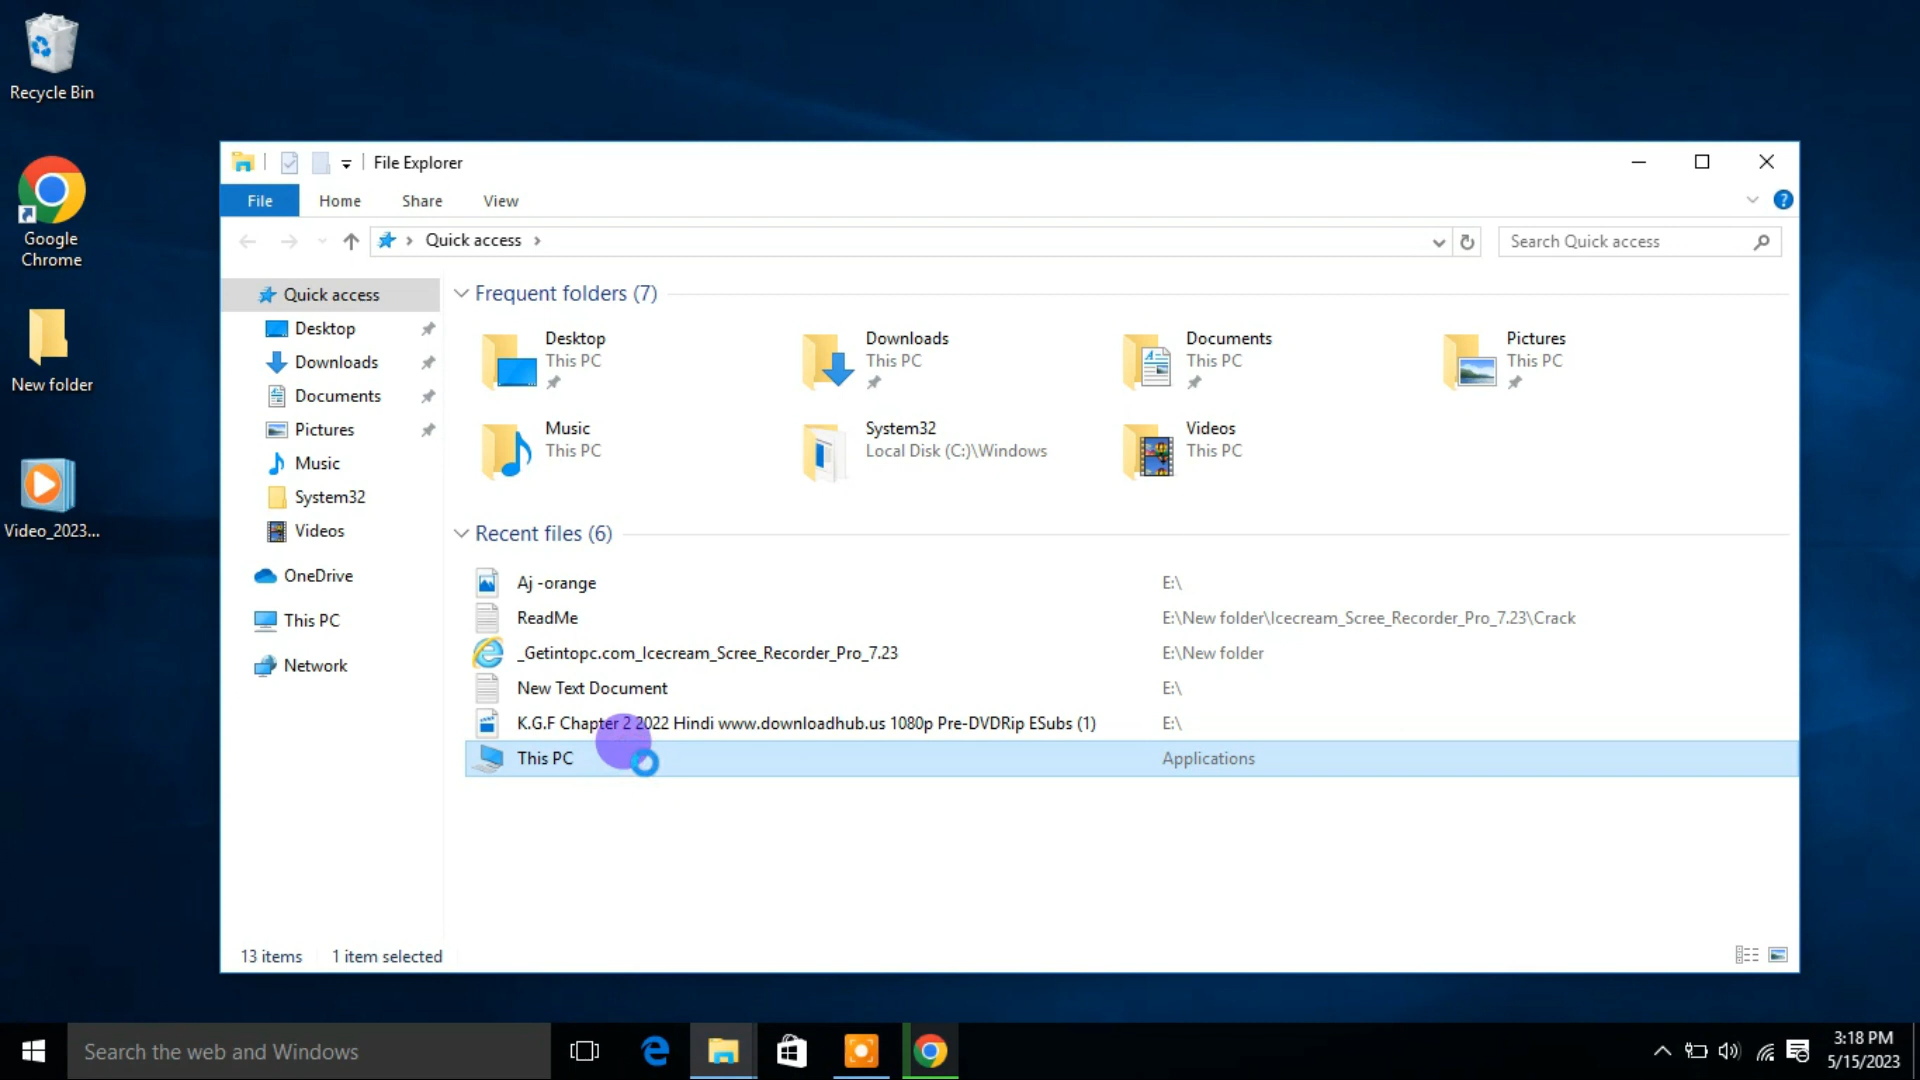 Recycle Bin
Google
Chrome
New folder
Video_2023...
File Explorer
File
Home
Share
View
Quick access
Search Quick access
Quick access
Desktop
Downloads
Documents
Pictures
Music
System32
Videos
OneDrive
This PC
Network
Frequent folders (7)
Desktop
This PC
Downloads
This PC
Documents
This PC
Pictures
This PC
Music
This PC
System32
Local Disk (C:)\Windows
Videos
This PC
Recent files (6)
Aj -orange
E:\
ReadMe
E:\New folder\Icecream_Scree_Recorder_Pro_7.23\Crack
_Getintopc.com_Icecream_Scree_Recorder_Pro_7.23
E:\New folder
New Text Document
E:\
K.G.F Chapter 2 2022 Hindi www.downloadhub.us 1080p Pre-DVDRip ESubs (1)
E:\
This PC
Applications
13 items
1 item selected
Search the web and Windows
3:18 PM
5/15/2023